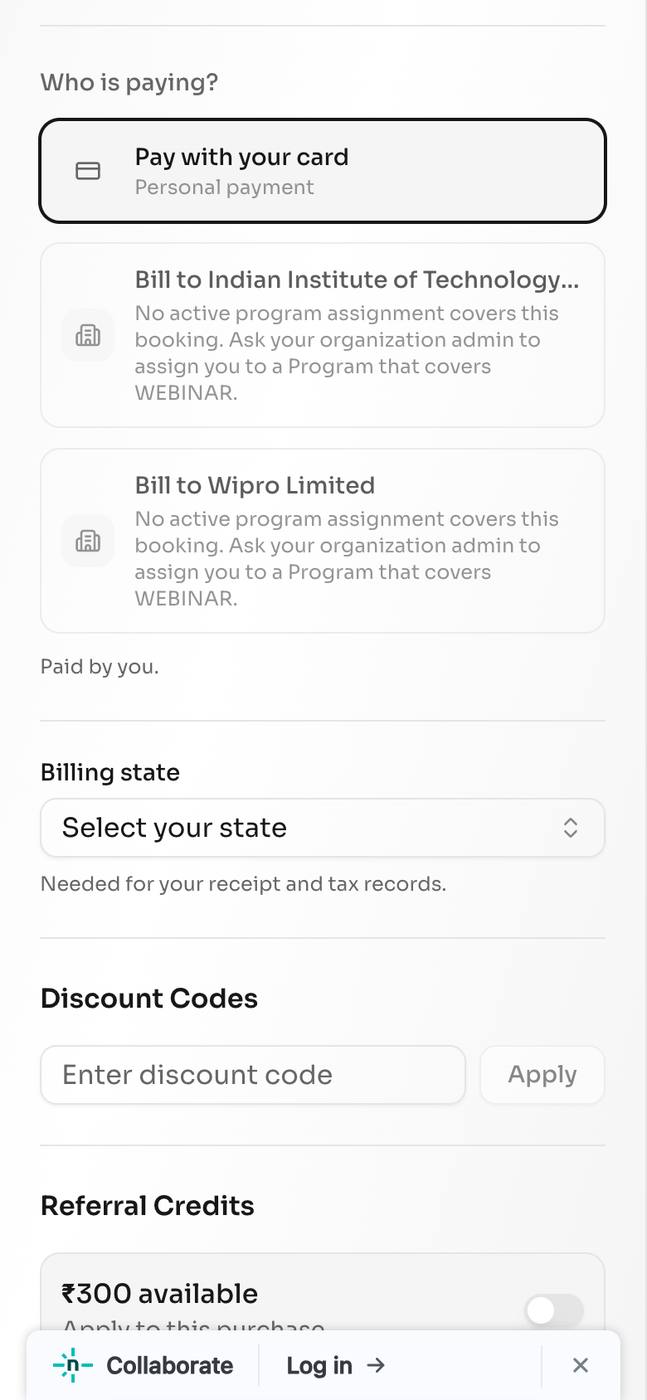 Who is paying?
Pay with your card
Personal payment
Bill to Indian Institute of Technology...
No active program assignment covers this
booking. Ask your organization admin to
assign you to a Program that covers
WEBINAR.
Bill to Wipro Limited
No active program assignment covers this
booking. Ask your organization admin to
assign you to a Program that covers
WEBINAR.
Paid by you.
Billing state
Select your state
Needed for your receipt and tax records.
Discount Codes
Enter discount code
Apply
Referral Credits
₹300 available
Apply to this purchase
n Collaborate
Log in →